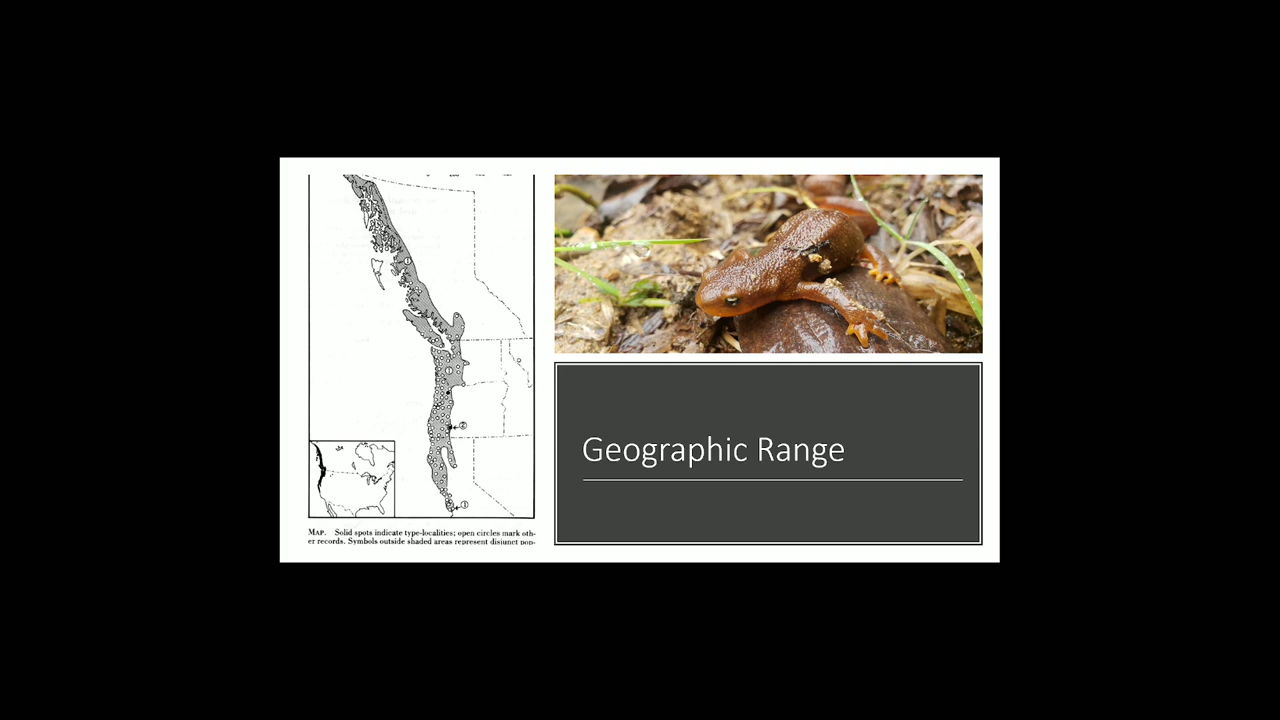 MAP. Solid spots indicate type-localities; open circles mark oth-
er records. Symbols outside shaded areas represent disjunct pop-
Geographic Range